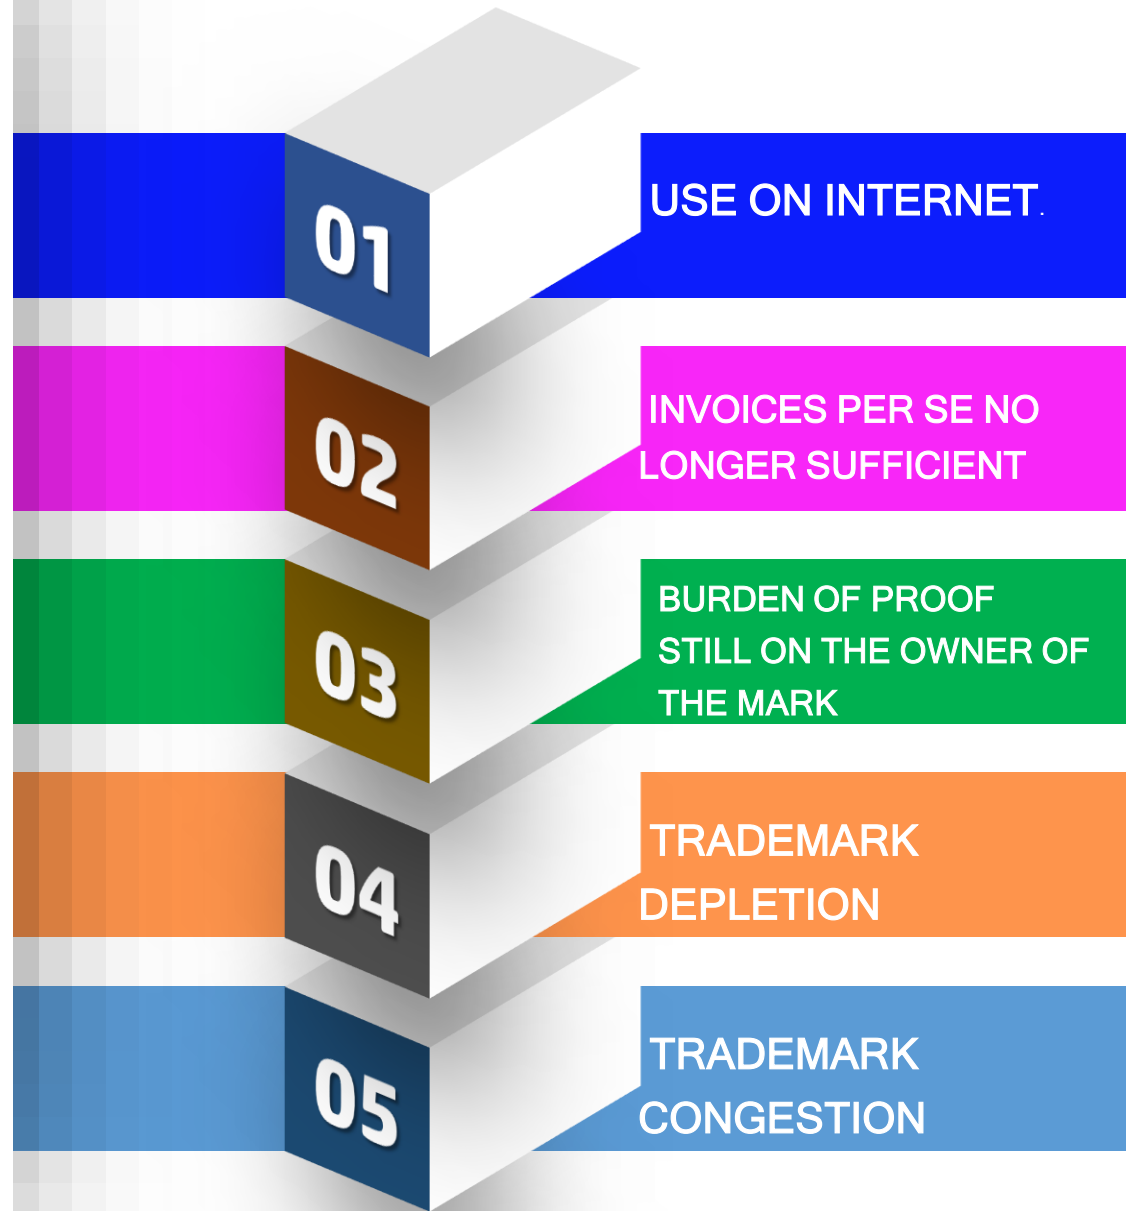 01
USE ON INTERNET.
02
INVOICES PER SE NO
LONGER SUFFICIENT
03
BURDEN OF PROOF
STILL ON THE OWNER OF
THE MARK
04
TRADEMARK
DEPLETION
05
TRADEMARK
CONGESTION